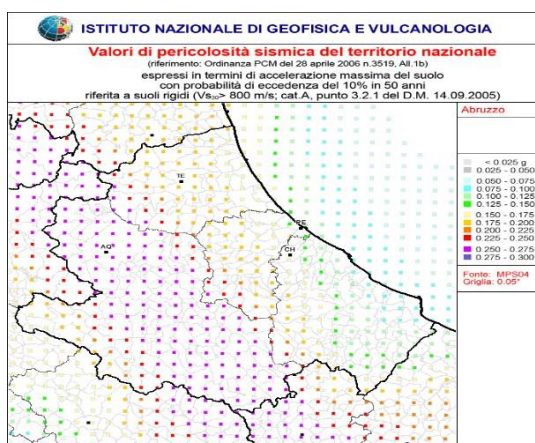 ISTITUTO NAZIONALE DI GEOFISICA E VULCANOLOGIA
Valori di pericolosità sismica del territorio nazionale
(riferimento: Ordinanza PCM del 28 aprile 2006 n.3519, All.1b)
espressi in termini di accelerazione massima del suolo
con probabilità di eccedenza del 10% in 50 anni
riferita a suoli rigidi (Vs30> 800 m/s; cat.A, punto 3.2.1 del D.M. 14.09.2005)
Abruzzo
< 0.025 g
0.025 - 0.050
0.050 - 0.075
0.075 - 0.100
0.100 - 0.125
0.125 - 0.150
0.150 - 0.175
0.175 - 0.200
0.200 - 0.225
0.225 - 0.250
0.250 - 0.275
0.275 - 0.300
Fonte: MPS04
Griglia: 0.05°
TE
PE
AQ
CH